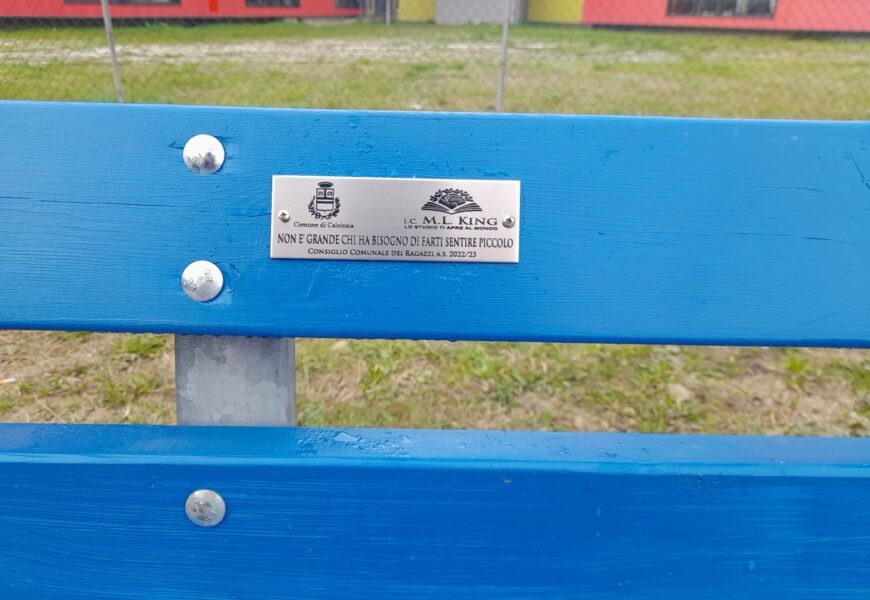 Comune di Calcinaia
I.C. M.L. KING
LO STUDIO TI APRE AL MONDO
NON E' GRANDE CHI HA BISOGNO DI FARTI SENTIRE PICCOLO
CONSIGLIO COMUNALE DEI RAGAZZI A.S. 2022/23